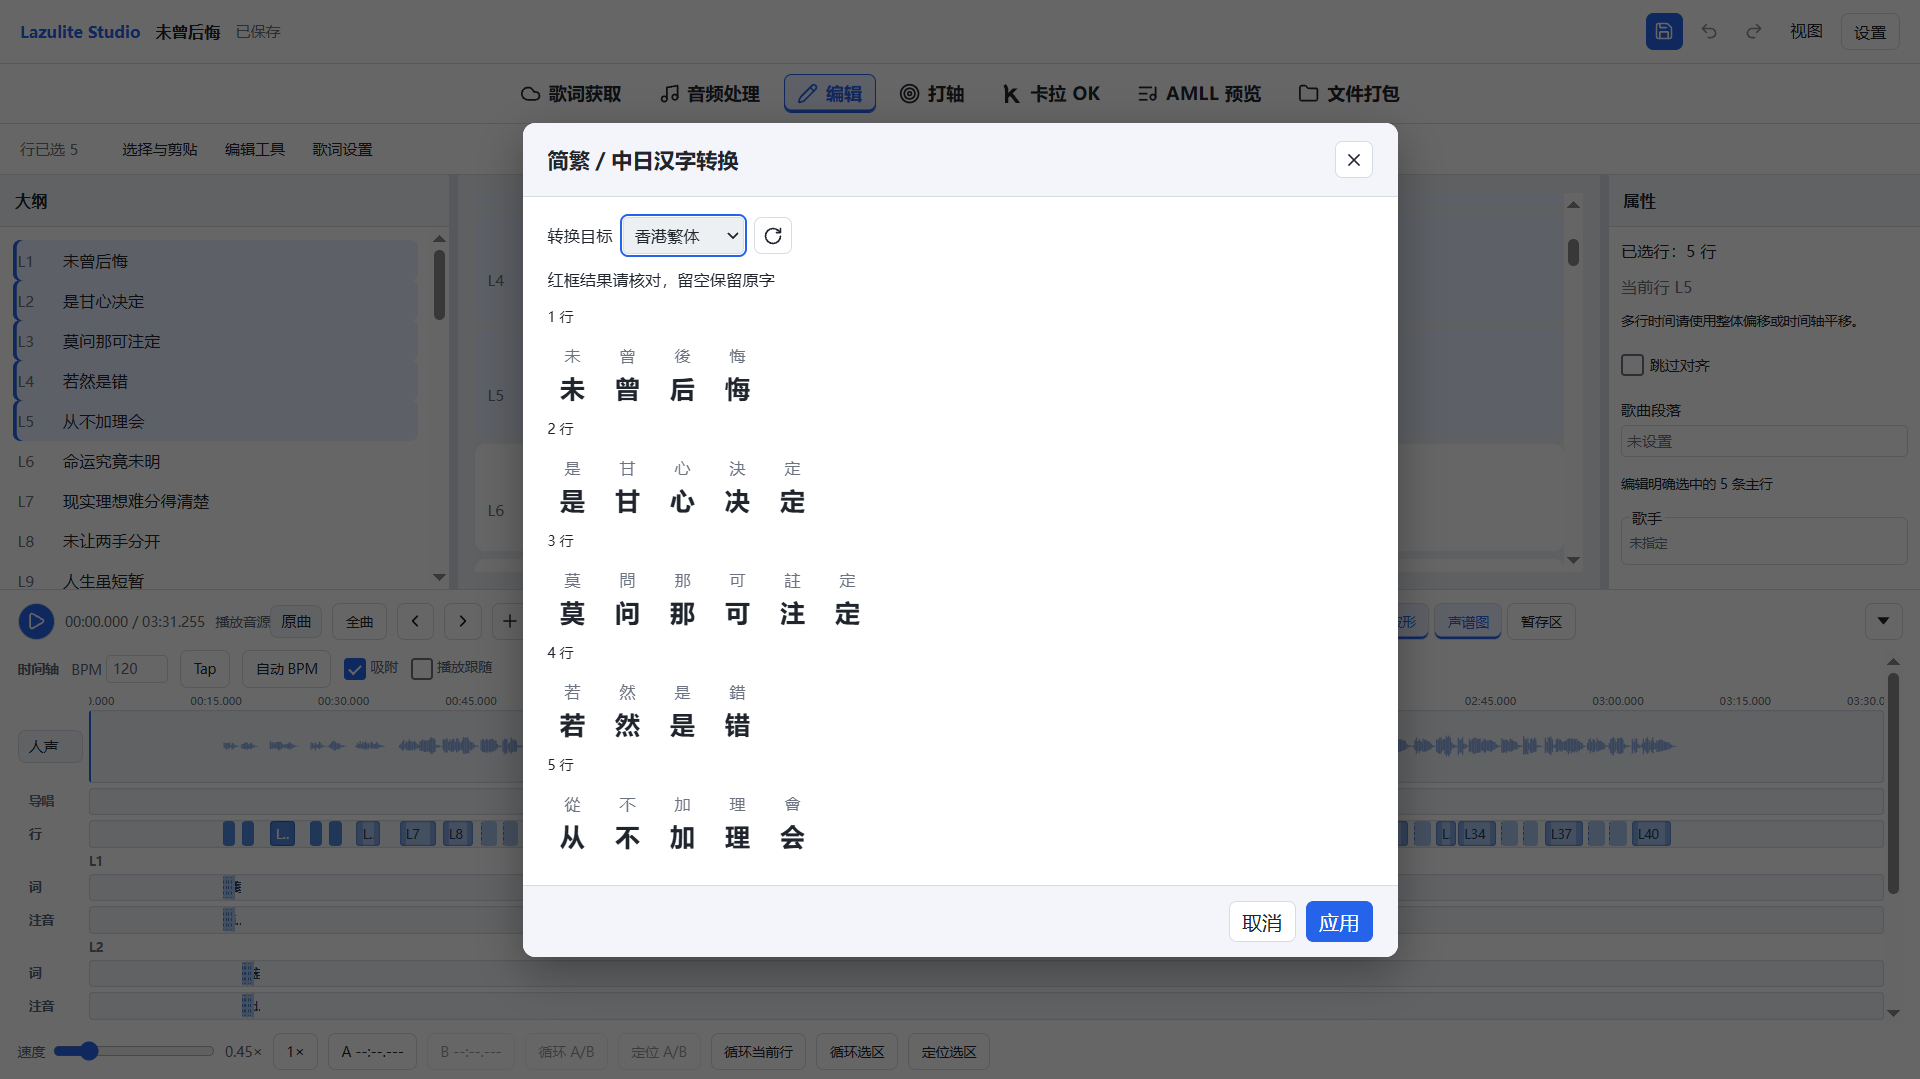 Lazulite Studio 未曾后悔 已保存 视图 设置
歌词获取 音频处理 编辑 打轴 卡拉 OK AMLL 预览 文件打包
行已选 5 选择与剪贴 编辑工具 歌词设置
大纲
L1 未曾后悔
L2 是甘心决定
L3 莫问那可注定
L4 若然是错
L5 从不加理会
L6 命运究竟未明
L7 现实理想难分得清楚
L8 未让两手分开
L9 人生虽短暂
L4
L5
L6
简繁 / 中日汉字转换
转换目标 香港繁体
红框结果请核对，留空保留原字
1 行
未 曾 後 悔
未 曾 后 悔
2 行
是 甘 心 決 定
是 甘 心 决 定
3 行
莫 問 那 可 註 定
莫 问 那 可 注 定
4 行
若 然 是 錯
若 然 是 错
5 行
從 不 加 理 會
从 不 加 理 会
取消 应用
属性
已选行：5 行
当前行 L5
多行时间请使用整体偏移或时间轴平移。
跳过对齐
歌曲段落
未设置
编辑明确选中的 5 条主行
歌手
未指定
00:00.000 / 03:31.255 播放音源 原曲 全曲 声谱图 暂存区
时间轴 BPM 120 Tap 自动 BPM 吸附 播放跟随
00:15.000 00:30.000 00:45.000 02:45.000 03:00.000 03:15.000
人声
导唱
行 L.. L. L7 L8 L. L34 L37 L40
L1
词
注音
L2
词
注音
速度 0.45× 1× A --:--.--- B --:--.--- 循环 A/B 定位 A/B 循环当前行 循环选区 定位选区